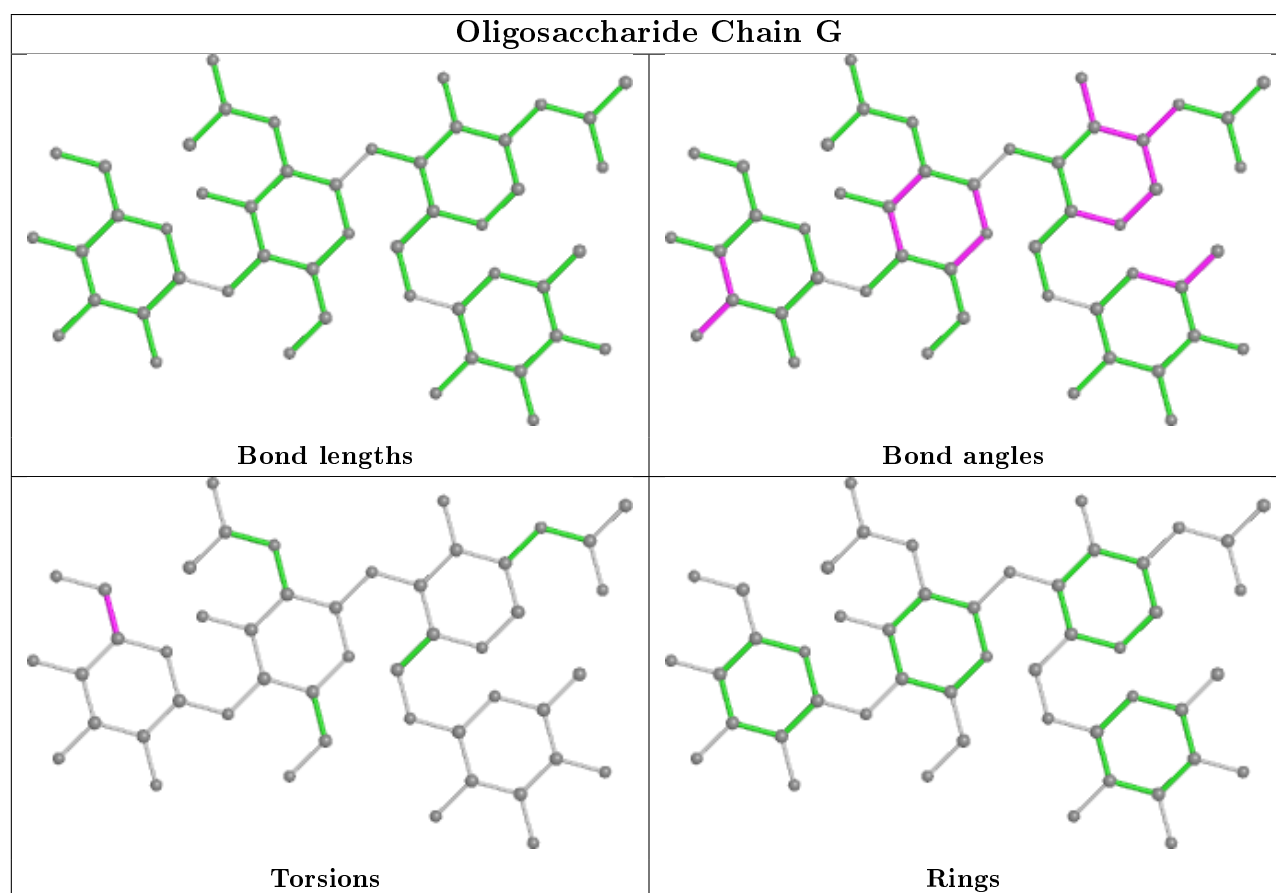 Oligosaccharide Chain G
Bond lengths
Bond angles
Torsions
Rings